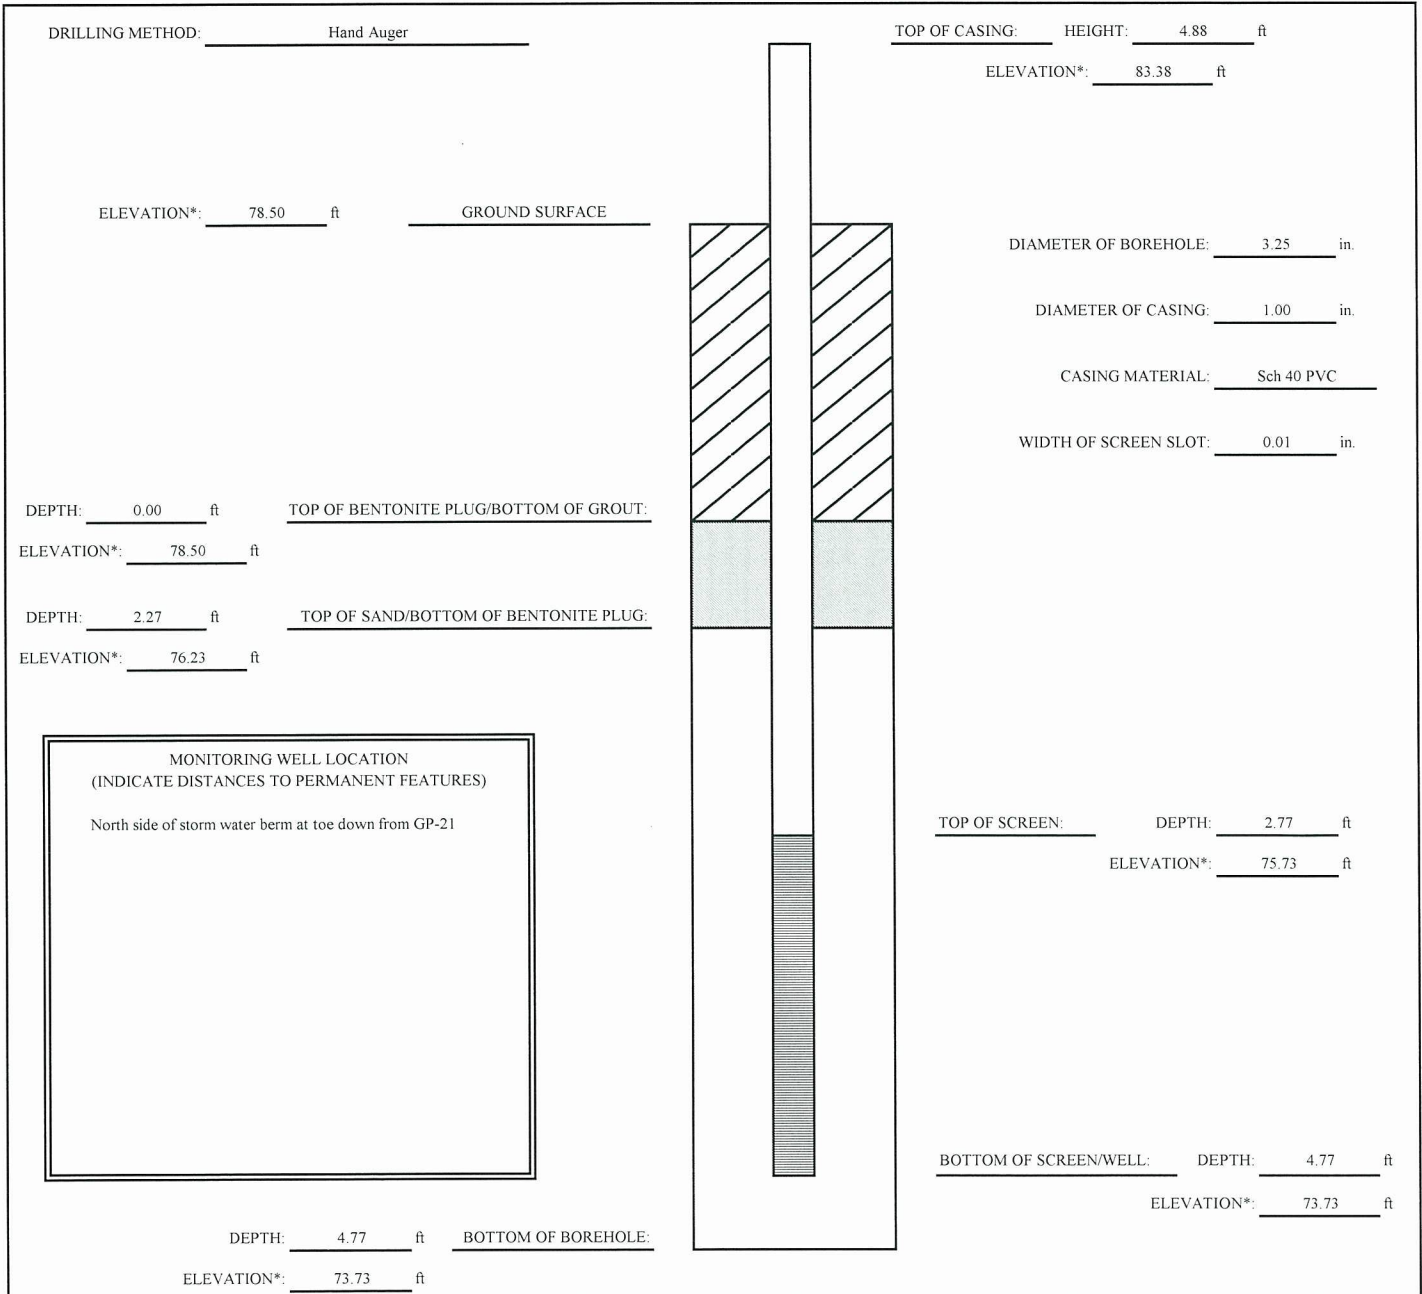 DRILLING METHOD: Hand Auger
TOP OF CASING: HEIGHT: 4.88 ft
ELEVATION*: 83.38 ft
ELEVATION*: 78.50 ft GROUND SURFACE
DIAMETER OF BOREHOLE: 3.25 in.
DIAMETER OF CASING: 1.00 in.
CASING MATERIAL: Sch 40 PVC
WIDTH OF SCREEN SLOT: 0.01 in.
DEPTH: 0.00 ft TOP OF BENTONITE PLUG/BOTTOM OF GROUT:
ELEVATION*: 78.50 ft
DEPTH: 2.27 ft TOP OF SAND/BOTTOM OF BENTONITE PLUG:
ELEVATION*: 76.23 ft
MONITORING WELL LOCATION
(INDICATE DISTANCES TO PERMANENT FEATURES)
North side of storm water berm at toe down from GP-21
TOP OF SCREEN: DEPTH: 2.77 ft
ELEVATION*: 75.73 ft
BOTTOM OF SCREEN/WELL: DEPTH: 4.77 ft
ELEVATION*: 73.73 ft
DEPTH: 4.77 ft BOTTOM OF BOREHOLE:
ELEVATION*: 73.73 ft